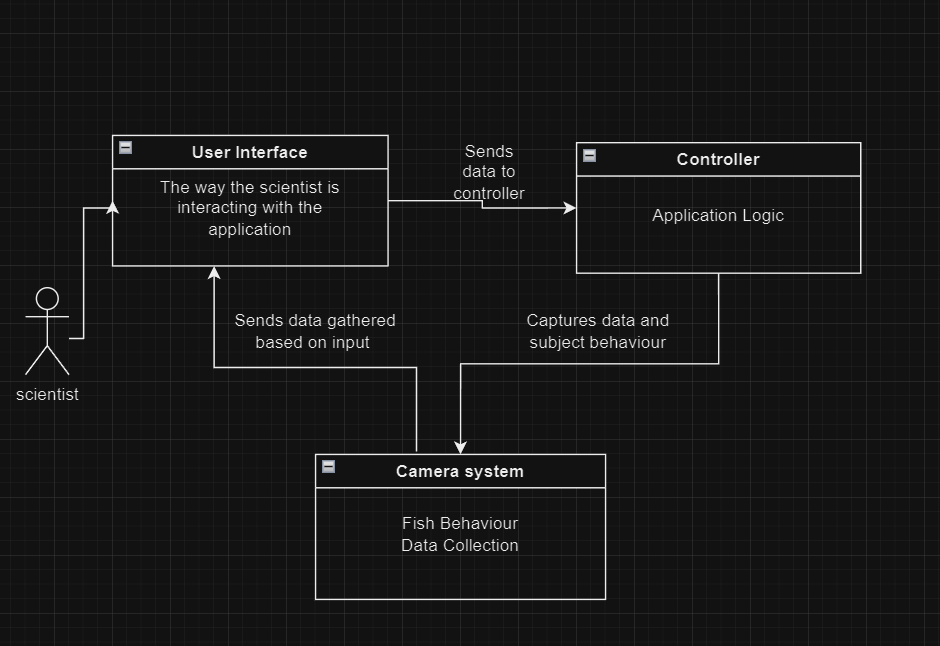 User Interface
The way the scientist is
interacting with the
application
Sends
data to
controller
Controller
Application Logic
scientist
Sends data gathered
based on input
Captures data and
subject behaviour
Camera system
Fish Behaviour
Data Collection